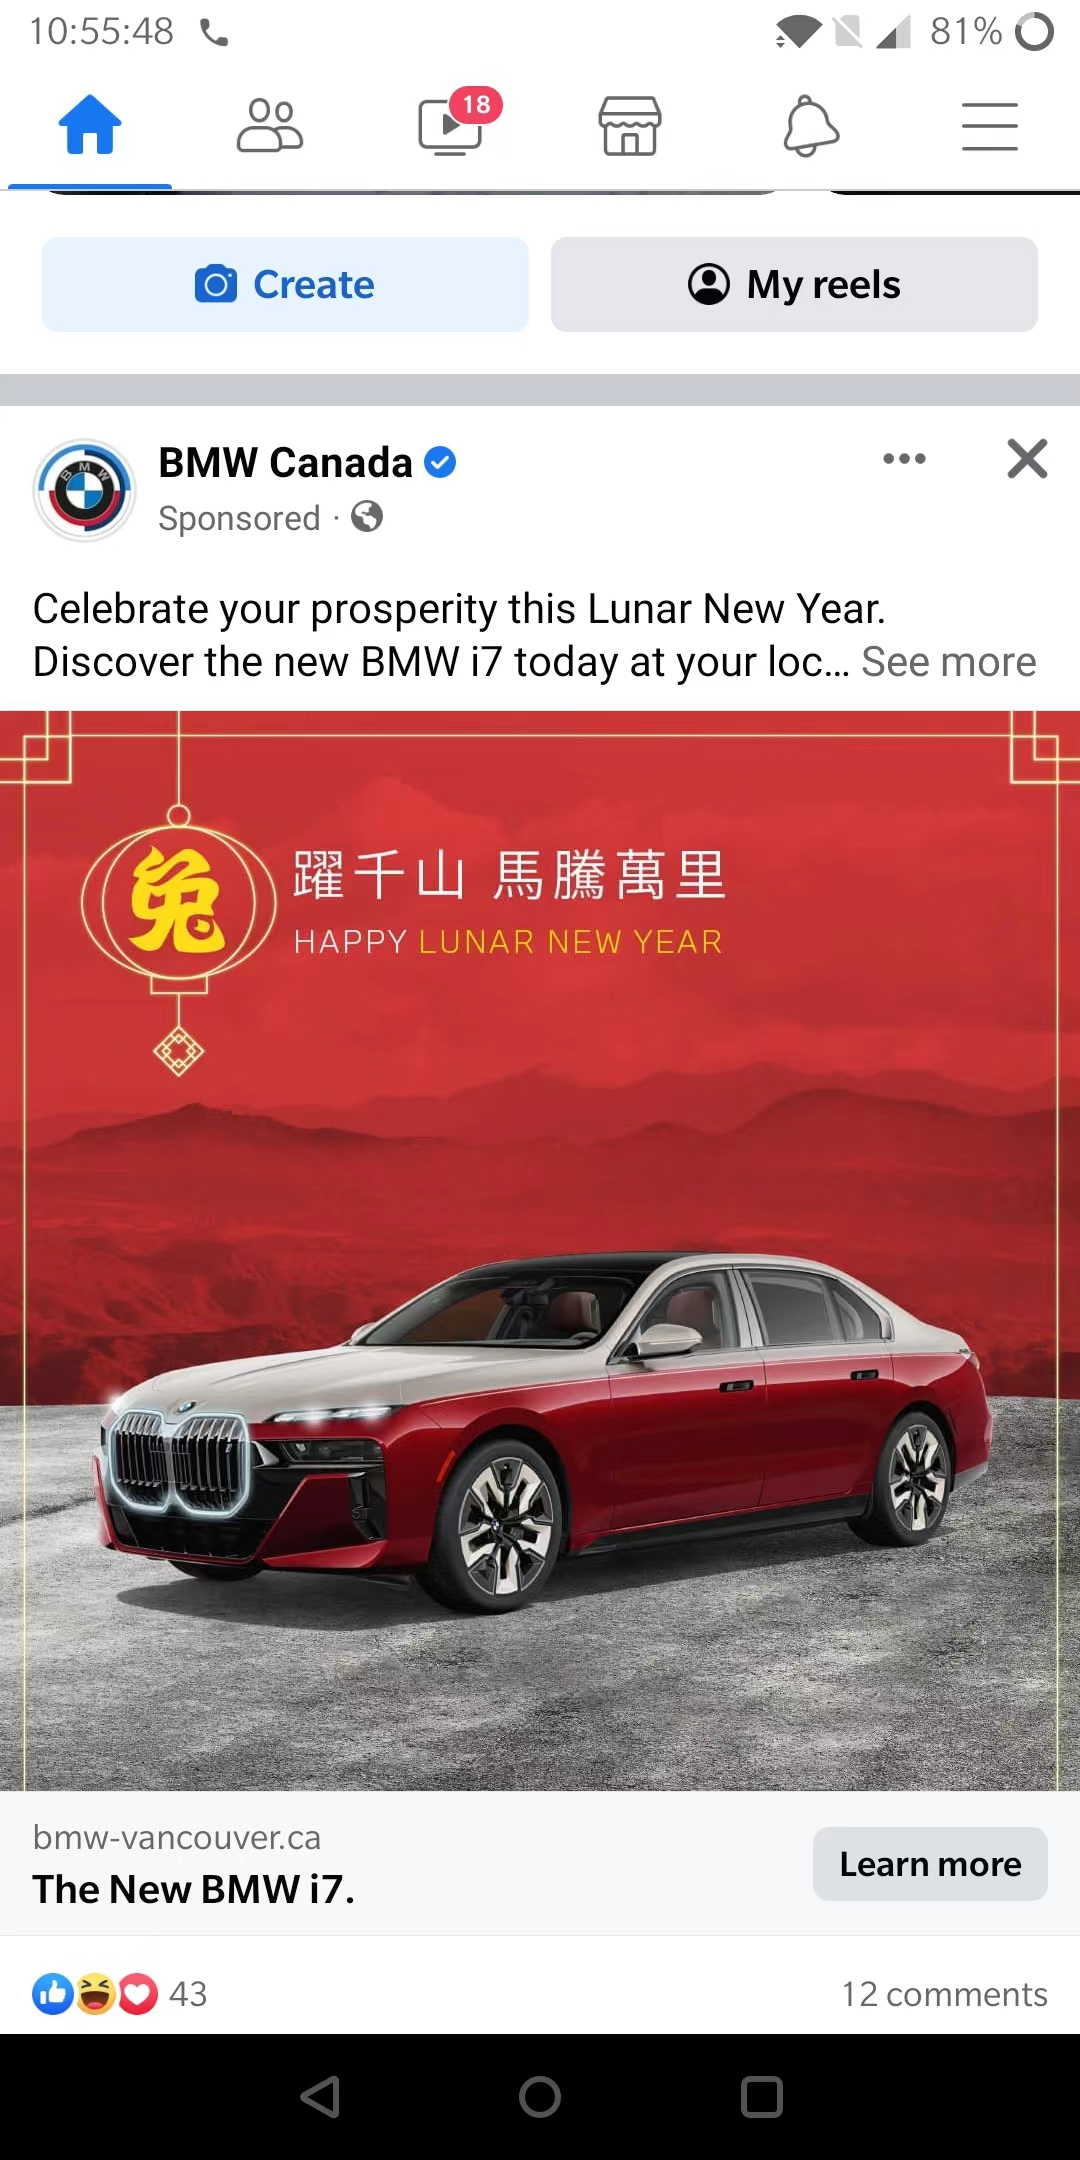 10:55:48
81%
18
Create
My reels
BMW Canada
Sponsored ·
Celebrate your prosperity this Lunar New Year.
Discover the new BMW i7 today at your loc... See more
兔
躍千山 馬騰萬里
HAPPY LUNAR NEW YEAR
bmw-vancouver.ca
The New BMW i7.
Learn more
43
12 comments